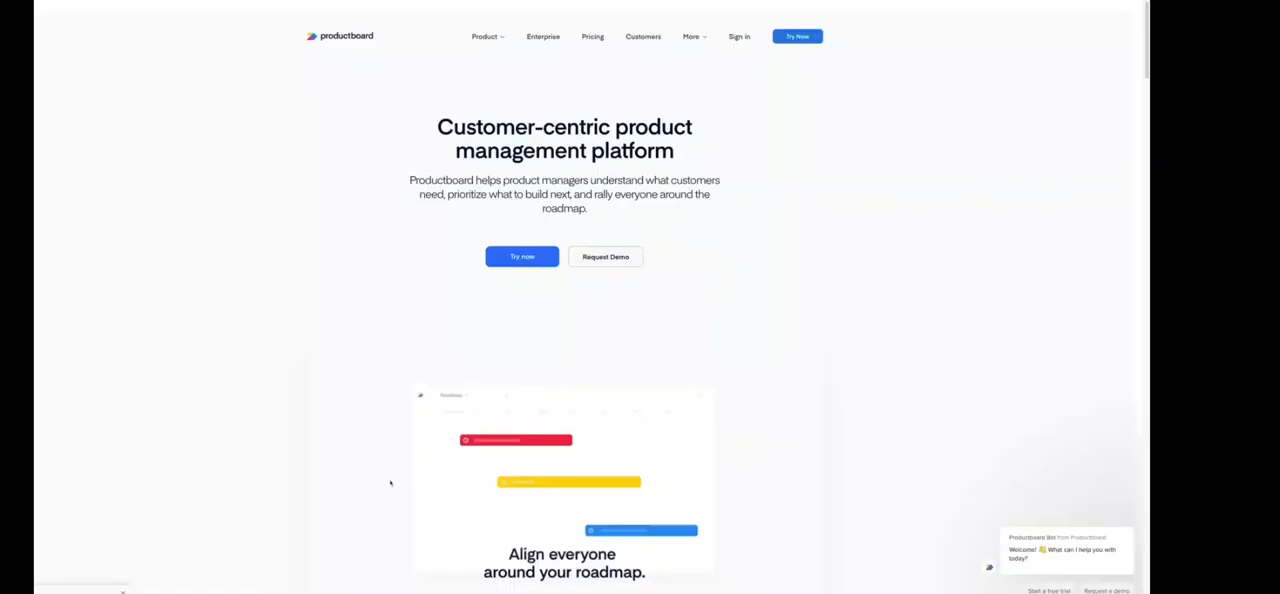 productboard
Product
Enterprise
Pricing
Customers
More
Sign in
Try Now
Customer-centric product
management platform
Productboard helps product managers understand what customers
need, prioritize what to build next, and rally everyone around the
roadmap.
Try now
Request Demo
Align everyone
around your roadmap.
Productboard Bot from Productboard
Welcome! 👋 What can I help you with
today?
Start a free trial
Request a demo